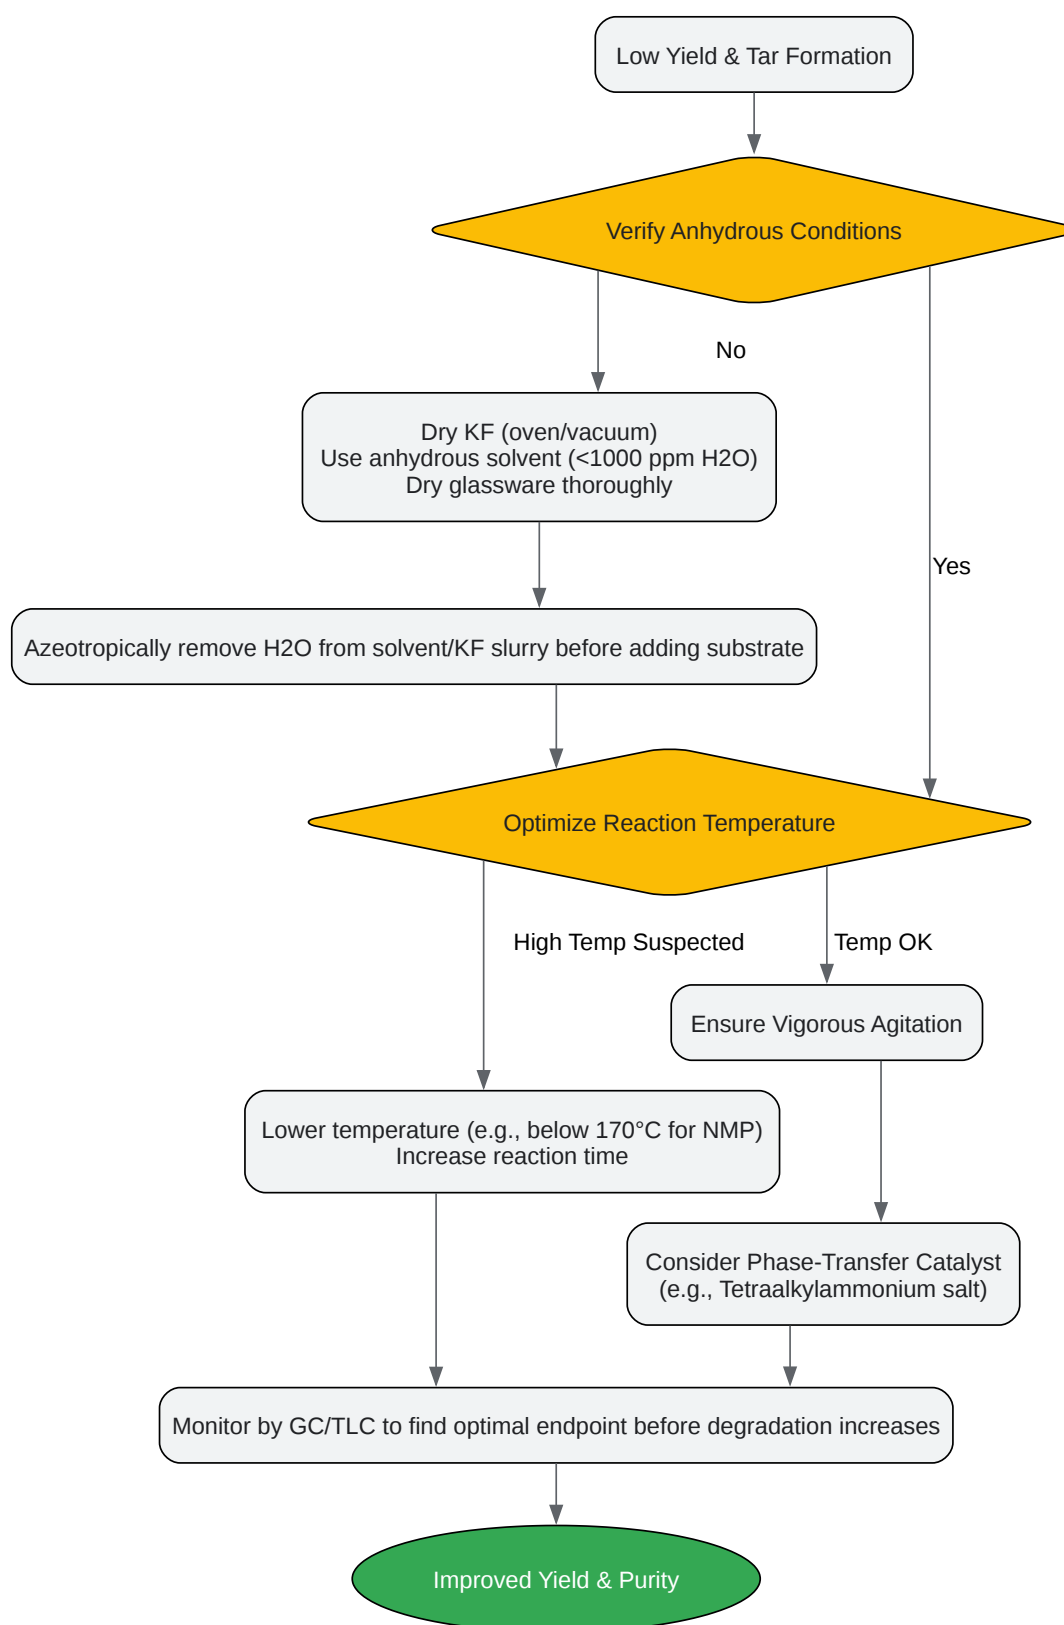 Low Yield & Tar Formation
Verify Anhydrous Conditions
No
Dry KF (oven/vacuum)
Use anhydrous solvent (<1000 ppm H2O)
Dry glassware thoroughly
Yes
Azeotropically remove H2O from solvent/KF slurry before adding substrate
Optimize Reaction Temperature
High Temp Suspected
Temp OK
Ensure Vigorous Agitation
Lower temperature (e.g., below 170°C for NMP)
Increase reaction time
Consider Phase-Transfer Catalyst
(e.g., Tetraalkylammonium salt)
Monitor by GC/TLC to find optimal endpoint before degradation increases
Improved Yield & Purity